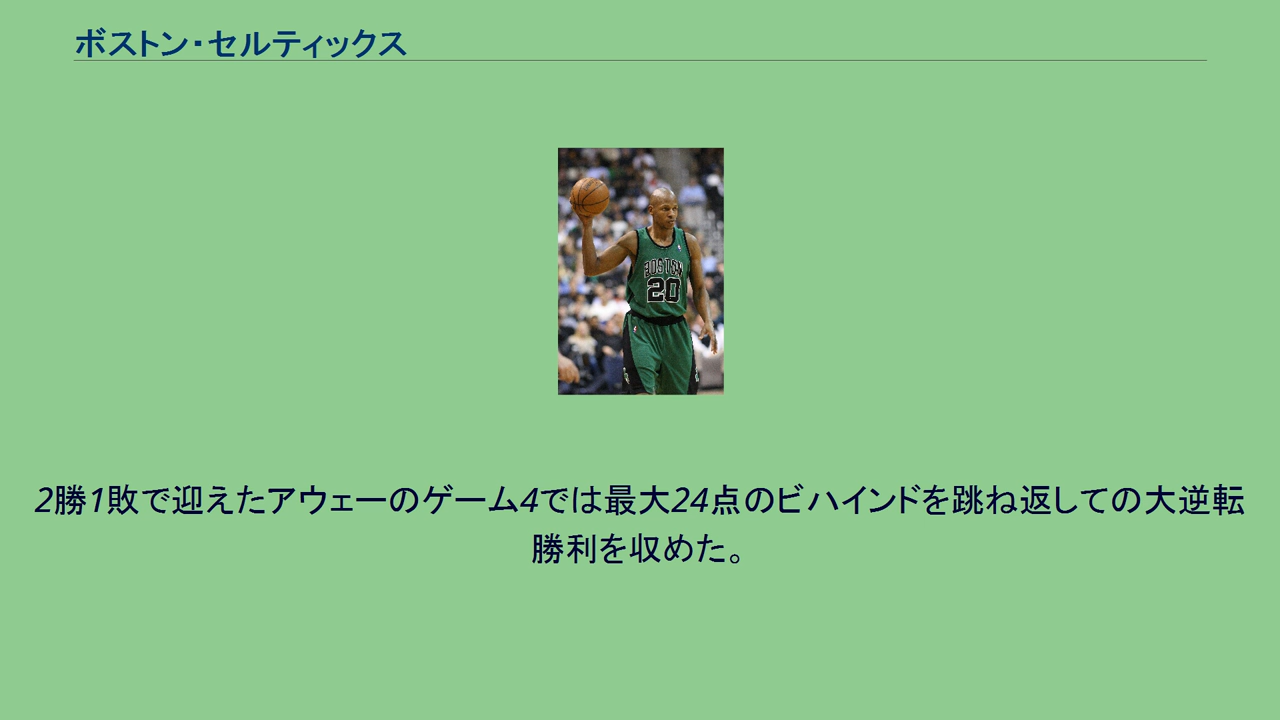 ボストン・セルティックス
BOSTON
20
2勝1敗で迎えたアウェーのゲーム4では最大24点のビハインドを跳ね返しての大逆転
勝利を収めた。